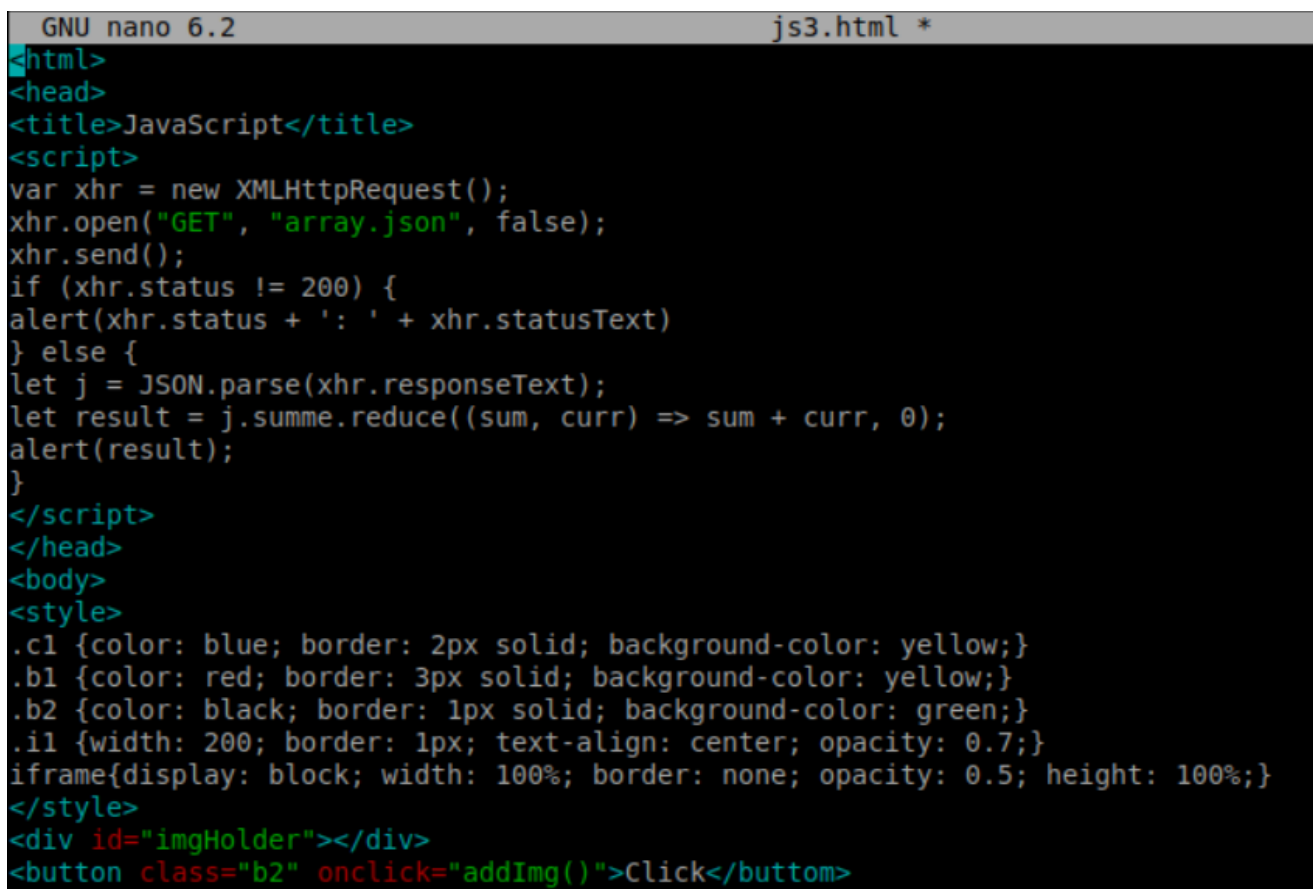 GNU nano 6.2 js3.html *
<html>
<head>
<title>JavaScript</title>
<script>
var xhr = new XMLHttpRequest();
xhr.open("GET", "array.json", false);
xhr.send();
if (xhr.status != 200) {
alert(xhr.status + ': ' + xhr.statusText)
} else {
let j = JSON.parse(xhr.responseText);
let result = j.summe.reduce((sum, curr) => sum + curr, 0);
alert(result);
}
</script>
</head>
<body>
<style>
.c1 {color: blue; border: 2px solid; background-color: yellow;}
.b1 {color: red; border: 3px solid; background-color: yellow;}
.b2 {color: black; border: 1px solid; background-color: green;}
.i1 {width: 200; border: 1px; text-align: center; opacity: 0.7;}
iframe{display: block; width: 100%; border: none; opacity: 0.5; height: 100%;}
</style>
<div id="imgHolder"></div>
<button class="b2" onclick="addImg()">Click</buttom>